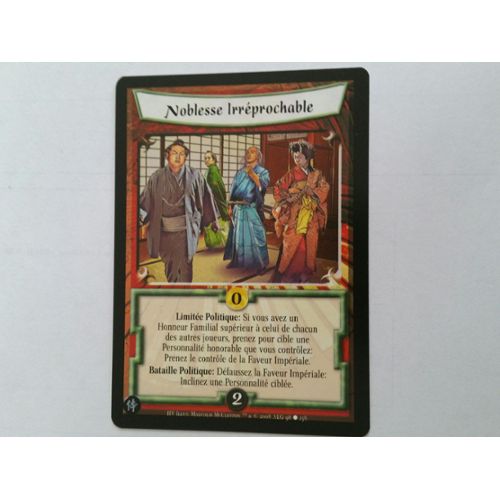 Noblesse Irréprochable
0
Limitée Politique: Si vous avez un
Honneur Familial supérieur à celui de chacun
des autres joueurs, prenez pour cible une
Personnalité honorable que vous contrôlez:
Prenez le contrôle de la Faveur Impériale.
Bataille Politique: Défaussez la Faveur Impériale:
Inclinez une Personnalité ciblée.
2